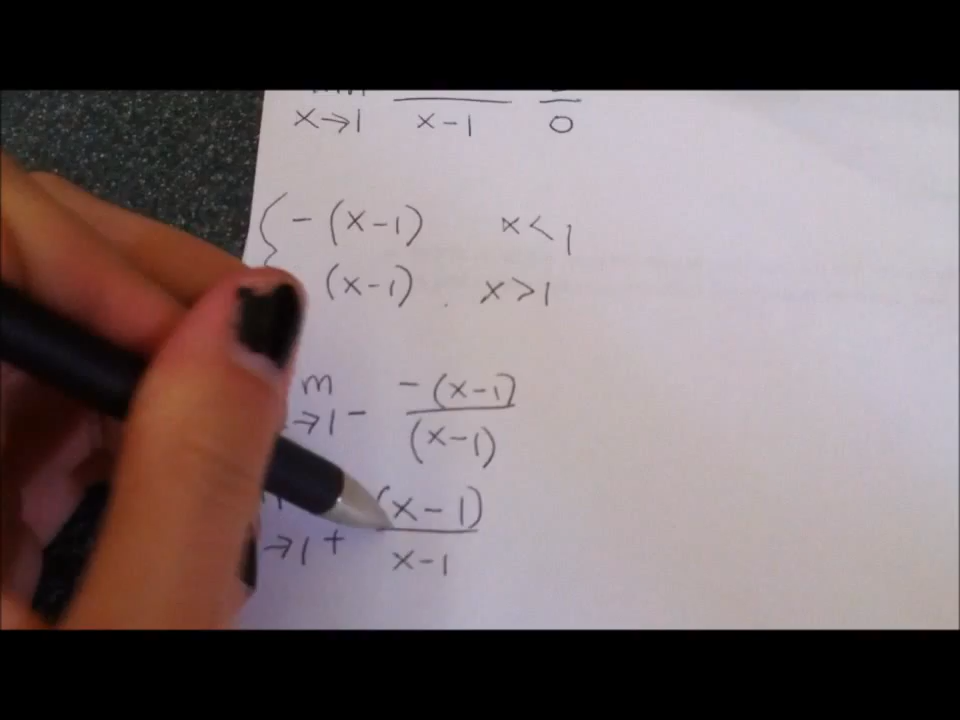 x→1 x-1 0
- (x-1) x<1
(x-1) x>1
m -(x-1)
→1- (x-1)
(x-1)
→1+ x-1